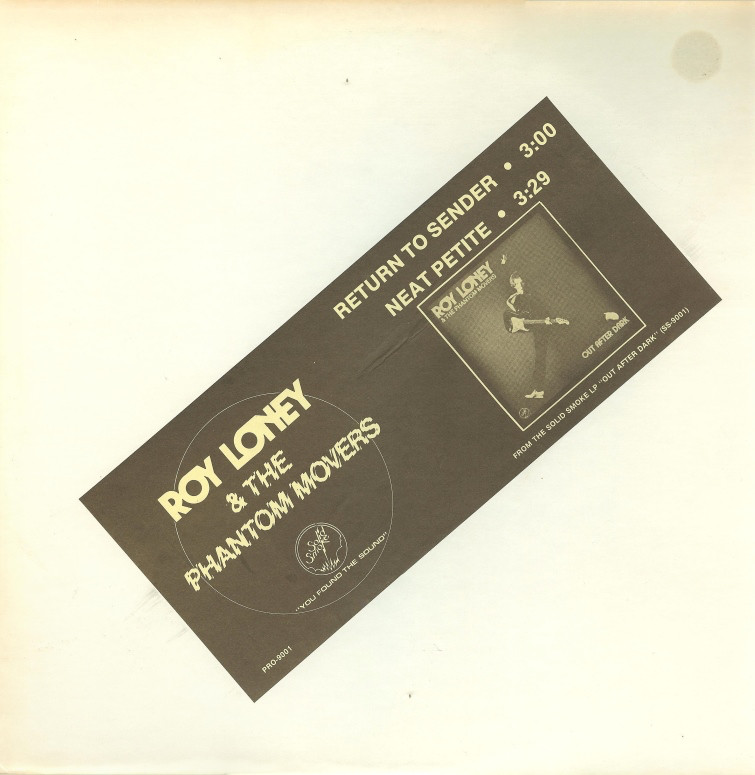 RETURN TO SENDER • 3:00
NEAT PETITE • 3:29
ROY LONEY
& THE PHANTOM MOVERS
OUT AFTER DARK
FROM THE SOLID SMOKE LP "OUT AFTER DARK" (SS-9001)
ROY LONEY
& THE
PHANTOM MOVERS
"YOU FOUND THE SOUND"
PRO-9001